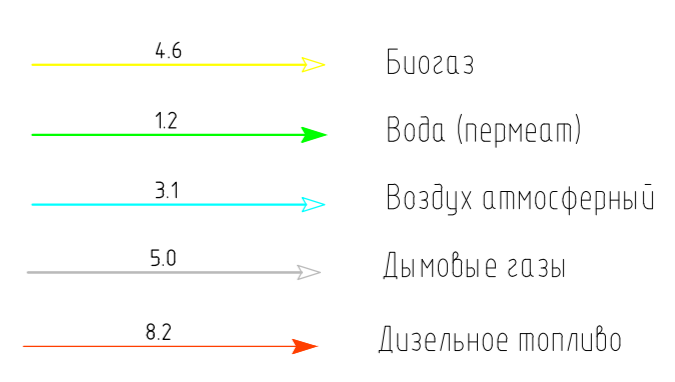 4.6 Биогаз
1.2 Вода (пермеат)
3.1 Воздух атмосферный
5.0 Дымовые газы
8.2 Дизельное топливо